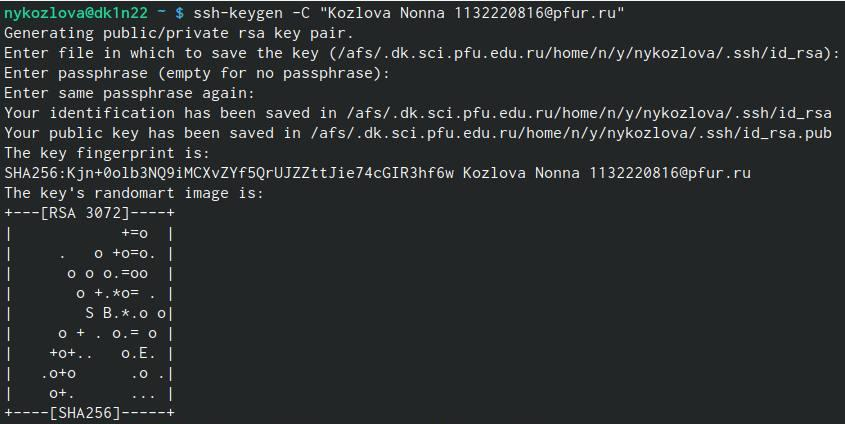 nykozlova@dk1n22 ~ $ ssh-keygen -C "Kozlova Nonna 1132220816@pfur.ru"
Generating public/private rsa key pair.
Enter file in which to save the key (/afs/.dk.sci.pfu.edu.ru/home/n/y/nykozlova/.ssh/id_rsa):
Enter passphrase (empty for no passphrase):
Enter same passphrase again:
Your identification has been saved in /afs/.dk.sci.pfu.edu.ru/home/n/y/nykozlova/.ssh/id_rsa
Your public key has been saved in /afs/.dk.sci.pfu.edu.ru/home/n/y/nykozlova/.ssh/id_rsa.pub
The key fingerprint is:
SHA256:Kjn+0olb3NQ9iMCXvZYf5QrUJZZttJie74cGIR3hf6w Kozlova Nonna 1132220816@pfur.ru
The key's randomart image is:
+---[RSA 3072]----+
|            +=o  |
|     .   o +o=o. |
|      o o o.=oo  |
|       o +.*o= . |
|        S B.*.o o|
|     o + . o.= o |
|    +o+..   o.E. |
|   .o+o      .o .|
|    o+.      ... |
+----[SHA256]-----+